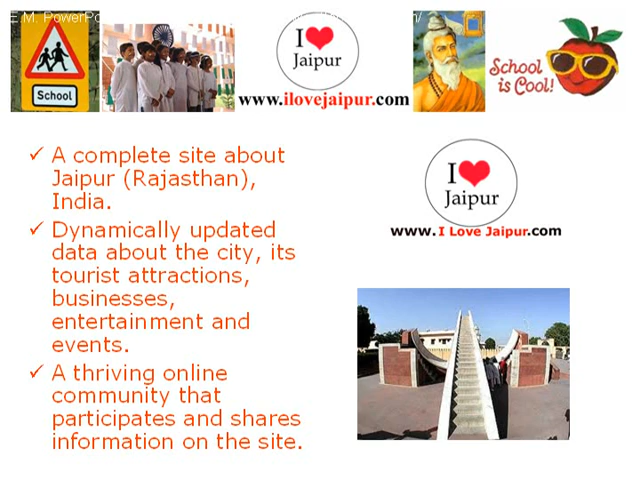 E.M. PowerPo
School
I
Jaipur
www.ilovejaipur.com
School
is Cool!
✓ A complete site about
Jaipur (Rajasthan),
India.
✓ Dynamically updated
data about the city, its
tourist attractions,
businesses,
entertainment and
events.
✓ A thriving online
community that
participates and shares
information on the site.
I
Jaipur
www.I Love Jaipur.com